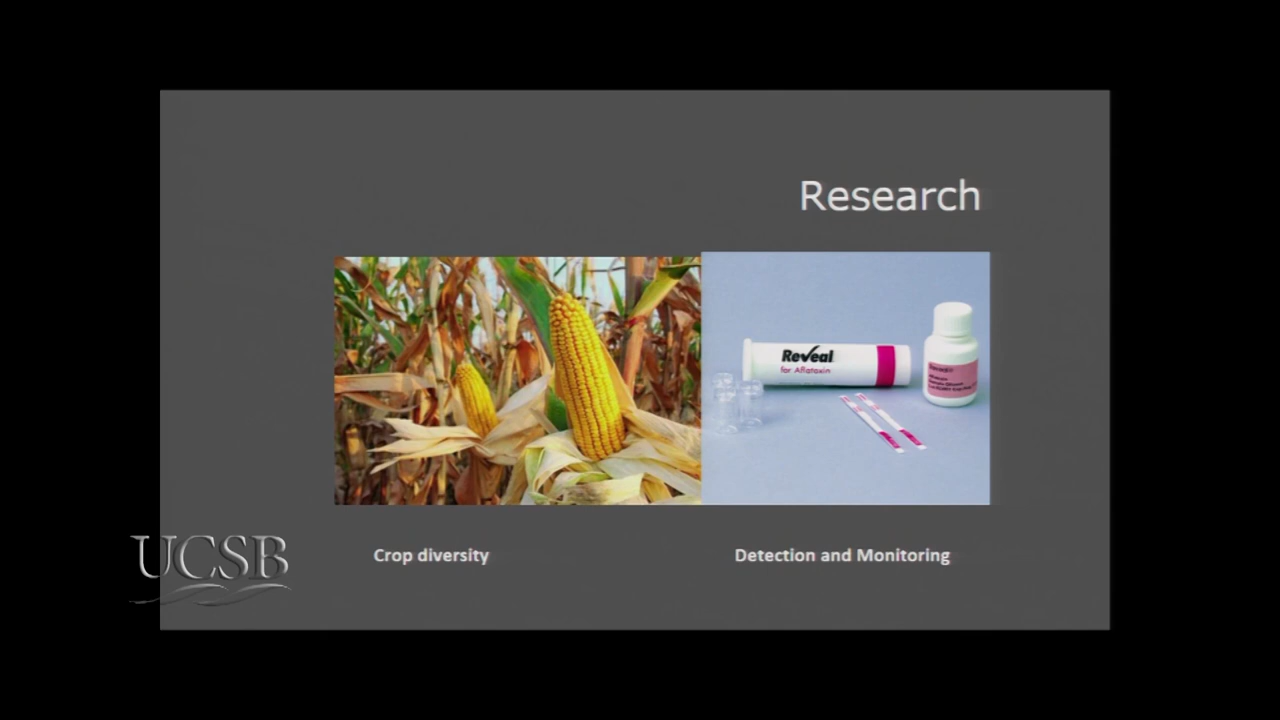 Research
Reveal
for Aflatoxin
Crop diversity
Detection and Monitoring
UCSB